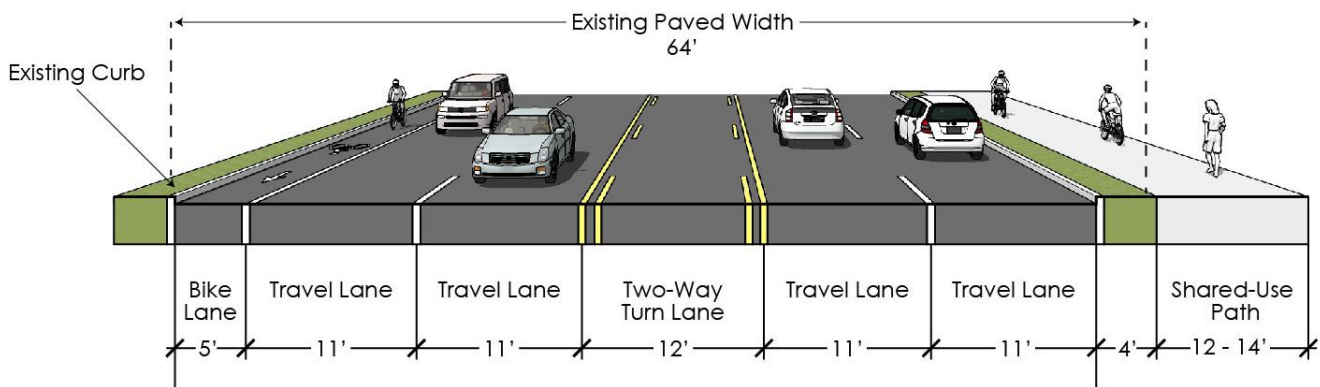 Existing Paved Width
64’
Existing Curb
Bike
Lane
Travel Lane
Travel Lane
Two-Way
Turn Lane
Travel Lane
Travel Lane
Shared-Use
Path
5’
11’
11’
12’
11’
11’
4’
12 - 14’